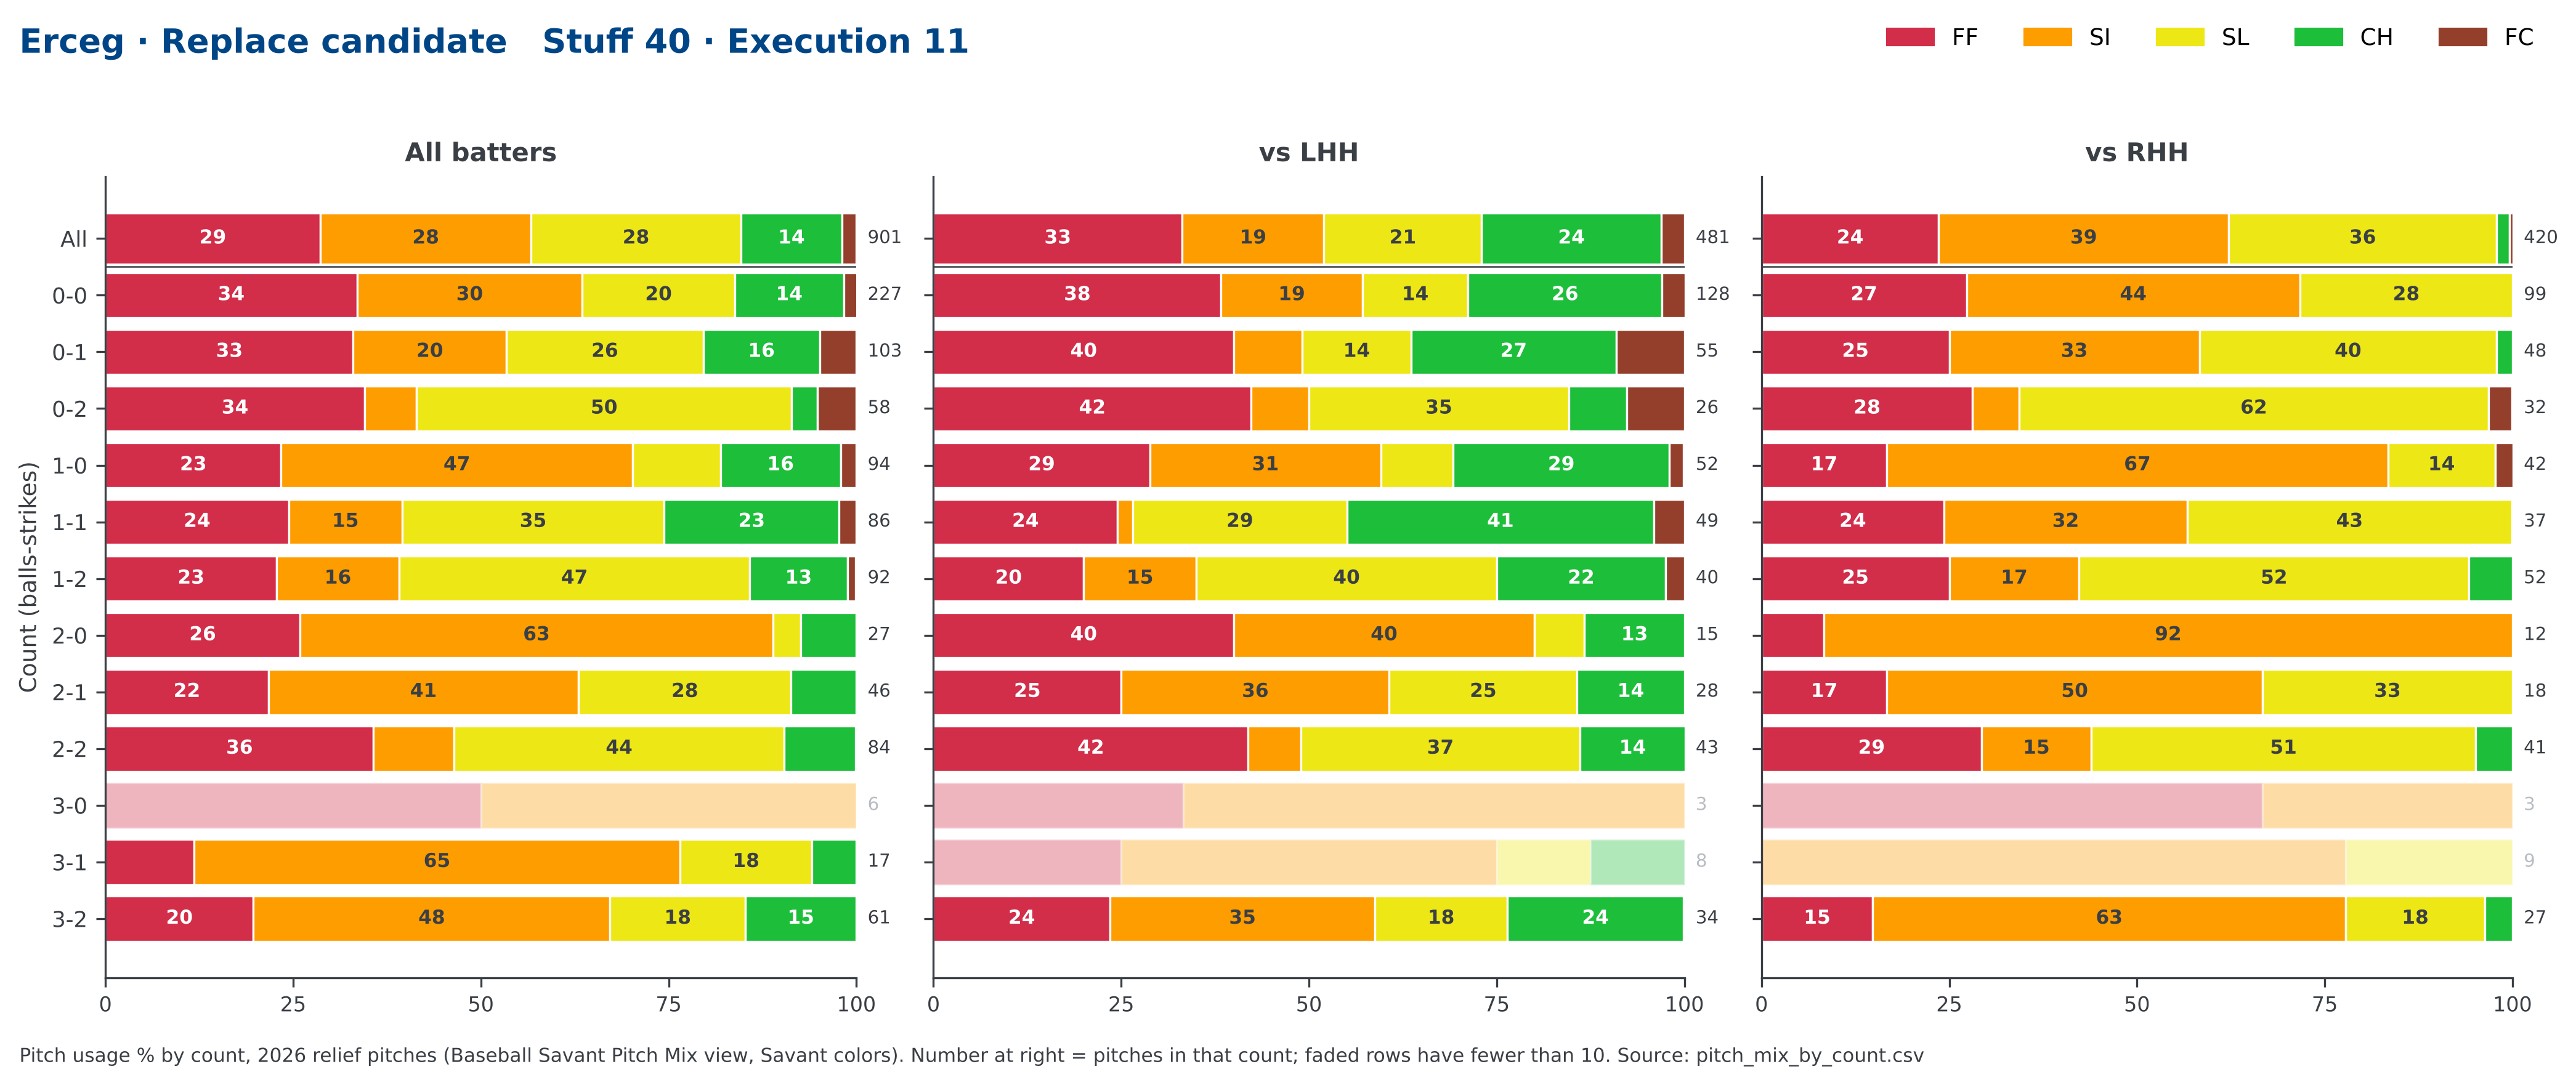 Erceg · Replace candidate Stuff 40 · Execution 11
FF SI SL CH FC
All batters vs LHH vs RHH
Count (balls-strikes)
All 29 28 28 14 901 33 19 21 24 481 24 39 36 420
0-0 34 30 20 14 227 38 19 14 26 128 27 44 28 99
0-1 33 20 26 16 103 40 14 27 55 25 33 40 48
0-2 34 50 58 42 35 26 28 62 32
1-0 23 47 16 94 29 31 29 52 17 67 14 42
1-1 24 15 35 23 86 24 29 41 49 24 32 43 37
1-2 23 16 47 13 92 20 15 40 22 40 25 17 52 52
2-0 26 63 27 40 40 13 15 92 12
2-1 22 41 28 46 25 36 25 14 28 17 50 33 18
2-2 36 44 84 42 37 14 43 29 15 51 41
3-0 6 3 3
3-1 65 18 17 8 9
3-2 20 48 18 15 61 24 35 18 24 34 15 63 18 27
0 25 50 75 100 0 25 50 75 100 0 25 50 75 100
Pitch usage % by count, 2026 relief pitches (Baseball Savant Pitch Mix view, Savant colors). Number at right = pitches in that count; faded rows have fewer than 10. Source: pitch_mix_by_count.csv